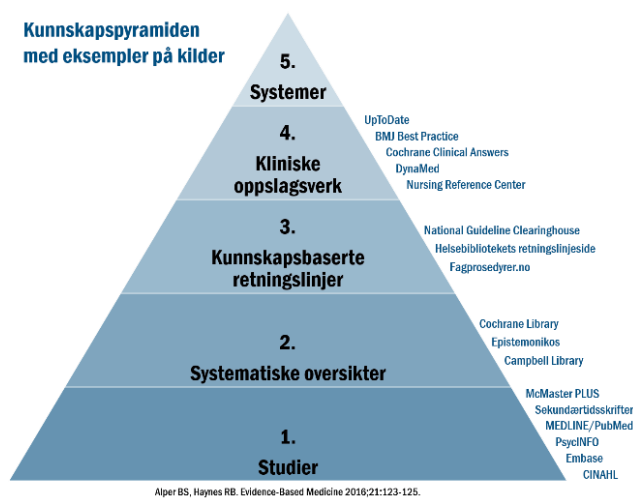 Kunnskapspyramiden
med eksempler på kilder
5.
Systemer
4.
Kliniske
oppslagsverk
UpToDate
BMJ Best Practice
Cochrane Clinical Answers
DynaMed
Nursing Reference Center
3.
Kunnskapsbaserte
retningslinjer
National Guideline Clearinghouse
Helsebibliotekets retningslinjeside
Fagprosedyrer.no
2.
Systematiske oversikter
Cochrane Library
Epistemonikos
Campbell Library
1.
Studier
McMaster PLUS
Sekundærtidsskrifter
MEDLINE/PubMed
PsycINFO
Embase
CINAHL
Alper BS, Haynes RB. Evidence-Based Medicine 2016;21:123-125.